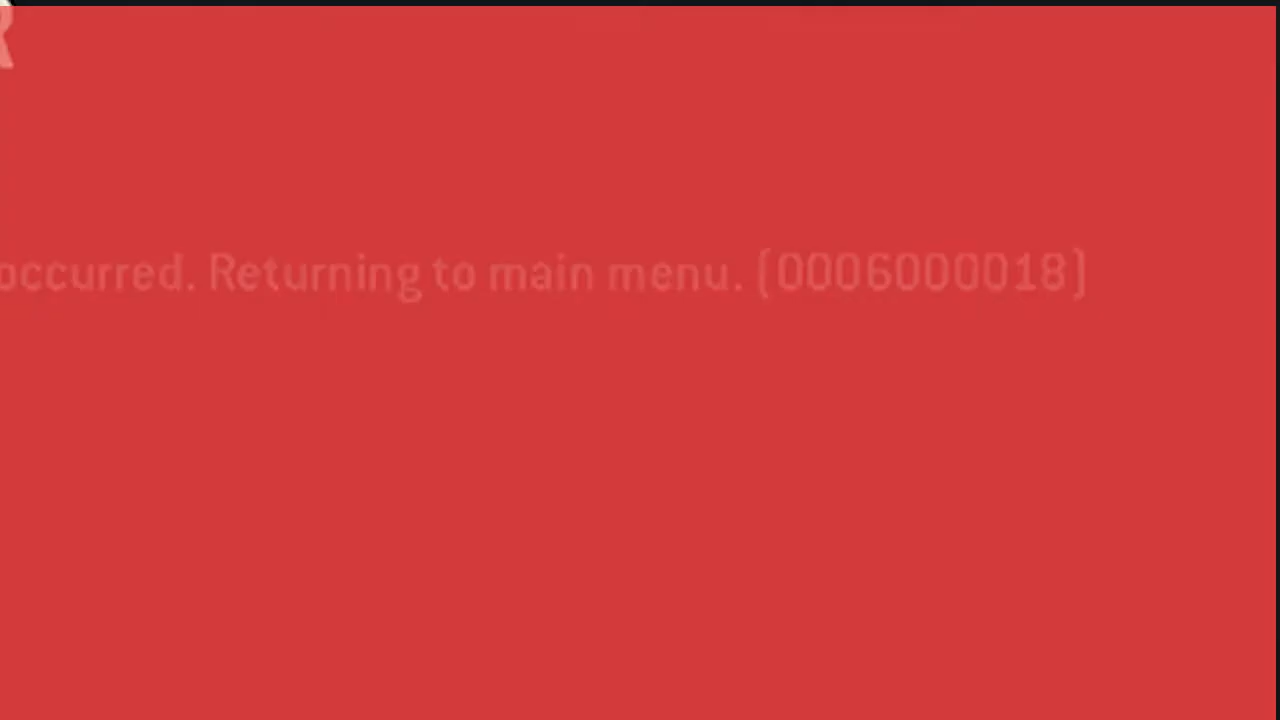 R
occurred. Returning to main menu. [0006000018]